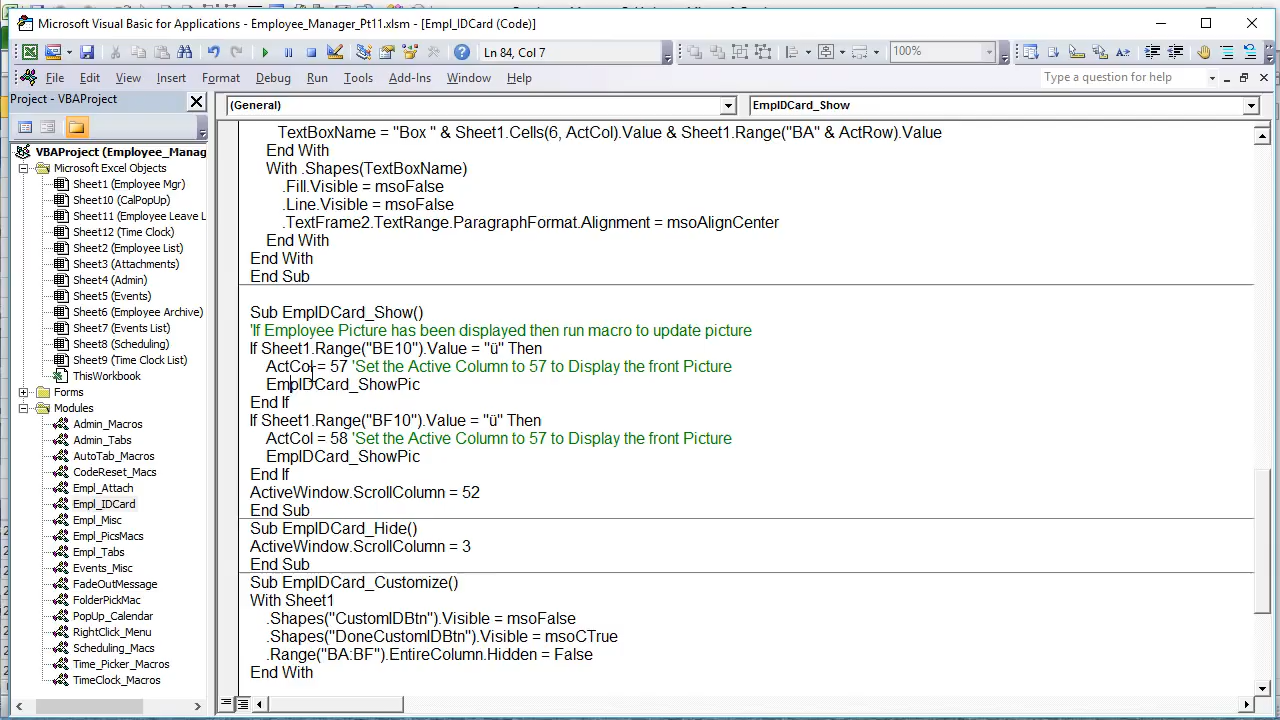 Microsoft Visual Basic for Applications - Employee_Manager_Pt11.xlsm - [Empl_IDCard (Code)]
Ln 84, Col 7
100%
File Edit View Insert Format Debug Run Tools Add-Ins Window Help
Type a question for help
Project - VBAProject
(General)
EmpIDCard_Show
VBAProject (Employee_Manag
Microsoft Excel Objects
Sheet1 (Employee Mgr)
Sheet10 (CalPopUp)
Sheet11 (Employee Leave L
Sheet12 (Time Clock)
Sheet2 (Employee List)
Sheet3 (Attachments)
Sheet4 (Admin)
Sheet5 (Events)
Sheet6 (Employee Archive)
Sheet7 (Events List)
Sheet8 (Scheduling)
Sheet9 (Time Clock List)
ThisWorkbook
Forms
Modules
Admin_Macros
Admin_Tabs
AutoTab_Macros
CodeReset_Macs
Empl_Attach
Empl_IDCard
Empl_Misc
Empl_PicsMacs
Empl_Tabs
Events_Misc
FadeOutMessage
FolderPickMac
PopUp_Calendar
RightClick_Menu
Scheduling_Macs
Time_Picker_Macros
TimeClock_Macros
TextBoxName = "Box " & Sheet1.Cells(6, ActCol).Value & Sheet1.Range("BA" & ActRow).Value
End With
With .Shapes(TextBoxName)
.Fill.Visible = msoFalse
.Line.Visible = msoFalse
.TextFrame2.TextRange.ParagraphFormat.Alignment = msoAlignCenter
End With
End With
End Sub
Sub EmpIDCard_Show()
'If Employee Picture has been displayed then run macro to update picture
If Sheet1.Range("BE10").Value = "ü" Then
ActCol = 57 'Set the Active Column to 57 to Display the front Picture
EmpIDCard_ShowPic
End If
If Sheet1.Range("BF10").Value = "ü" Then
ActCol = 58 'Set the Active Column to 57 to Display the front Picture
EmpIDCard_ShowPic
End If
ActiveWindow.ScrollColumn = 52
End Sub
Sub EmpIDCard_Hide()
ActiveWindow.ScrollColumn = 3
End Sub
Sub EmpIDCard_Customize()
With Sheet1
.Shapes("CustomIDBtn").Visible = msoFalse
.Shapes("DoneCustomIDBtn").Visible = msoCTrue
.Range("BA:BF").EntireColumn.Hidden = False
End With